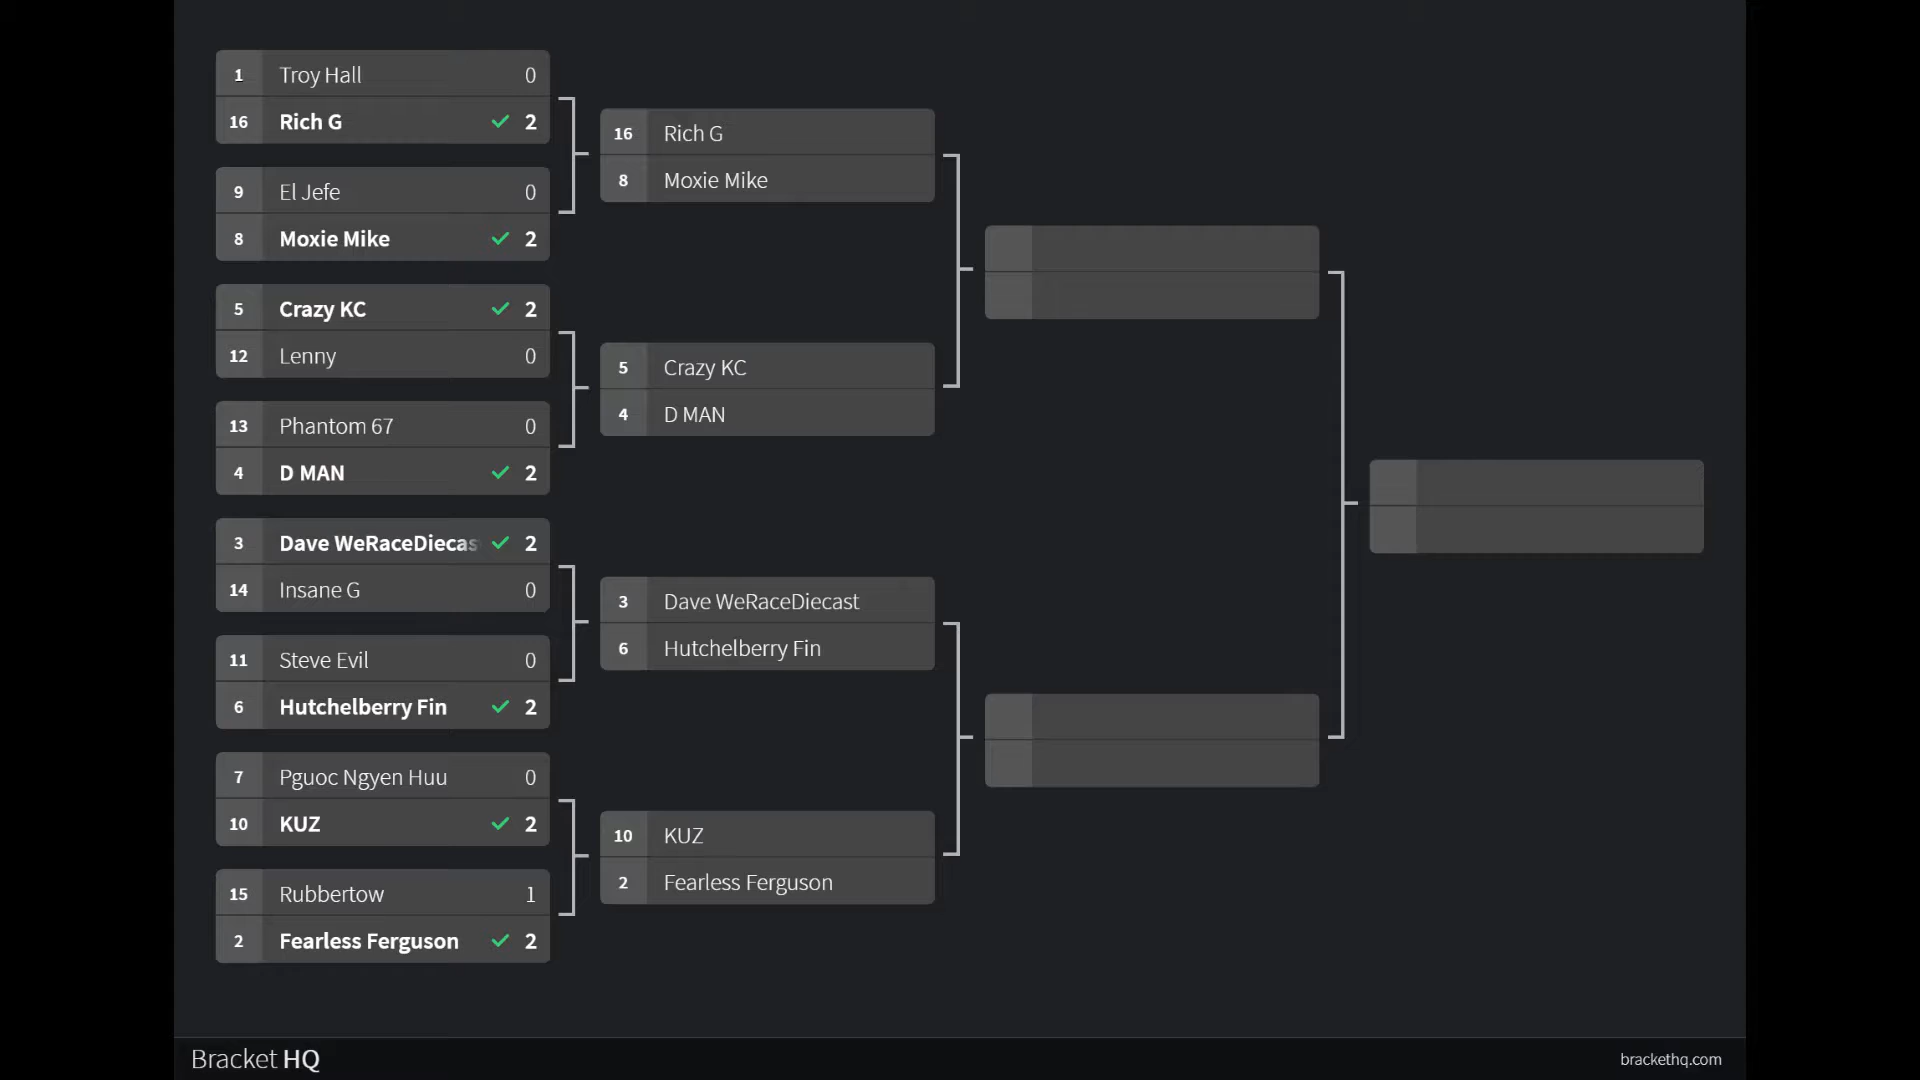 1 Troy Hall 0
16 Rich G ✓ 2
9 El Jefe 0
8 Moxie Mike ✓ 2
5 Crazy KC ✓ 2
12 Lenny 0
13 Phantom 67 0
4 D MAN ✓ 2
3 Dave WeRaceDiecas ✓ 2
14 Insane G 0
11 Steve Evil 0
6 Hutchelberry Fin ✓ 2
7 Pguoc Ngyen Huu 0
10 KUZ ✓ 2
15 Rubbertow 1
2 Fearless Ferguson ✓ 2
16 Rich G
8 Moxie Mike
5 Crazy KC
4 D MAN
3 Dave WeRaceDiecast
6 Hutchelberry Fin
10 KUZ
2 Fearless Ferguson
Bracket HQ
brackethq.com